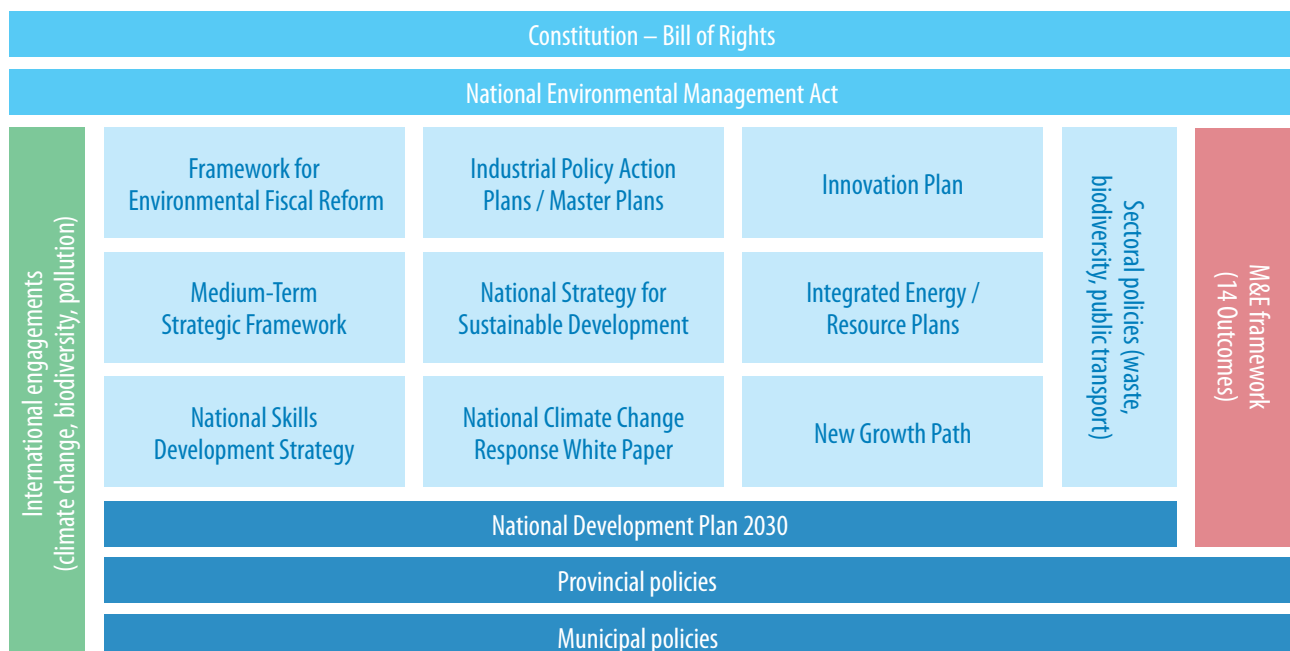 Constitution – Bill of Rights
National Environmental Management Act
International engagements
(climate change, biodiversity, pollution)
Framework for
Environmental Fiscal Reform
Industrial Policy Action
Plans / Master Plans
Innovation Plan
Medium-Term
Strategic Framework
National Strategy for
Sustainable Development
Integrated Energy /
Resource Plans
National Skills
Development Strategy
National Climate Change
Response White Paper
New Growth Path
Sectoral policies (waste,
biodiversity, public transport)
M&E framework
(14 Outcomes)
National Development Plan 2030
Provincial policies
Municipal policies